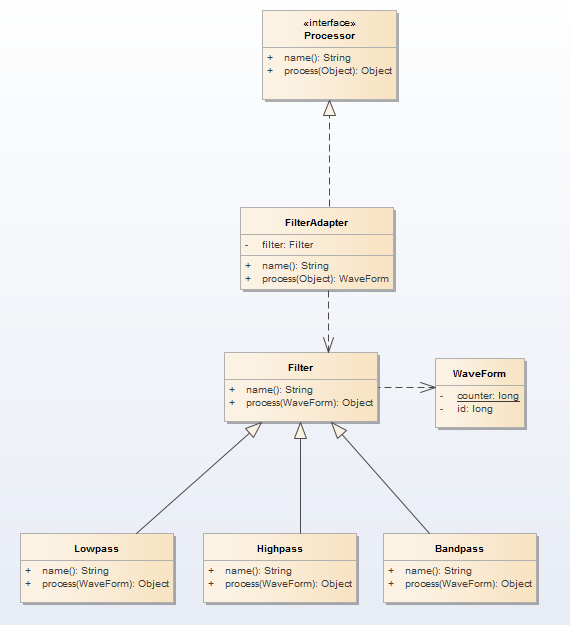 «interface»
Processor
+ name(): String
+ process(Object): Object
FilterAdapter
- filter: Filter
+ name(): String
+ process(Object): WaveForm
Filter
+ name(): String
+ process(WaveForm): Object
WaveForm
- counter: long
- id: long
Lowpass
+ name(): String
+ process(WaveForm): Object
Highpass
+ name(): String
+ process(WaveForm): Object
Bandpass
+ name(): String
+ process(WaveForm): Object